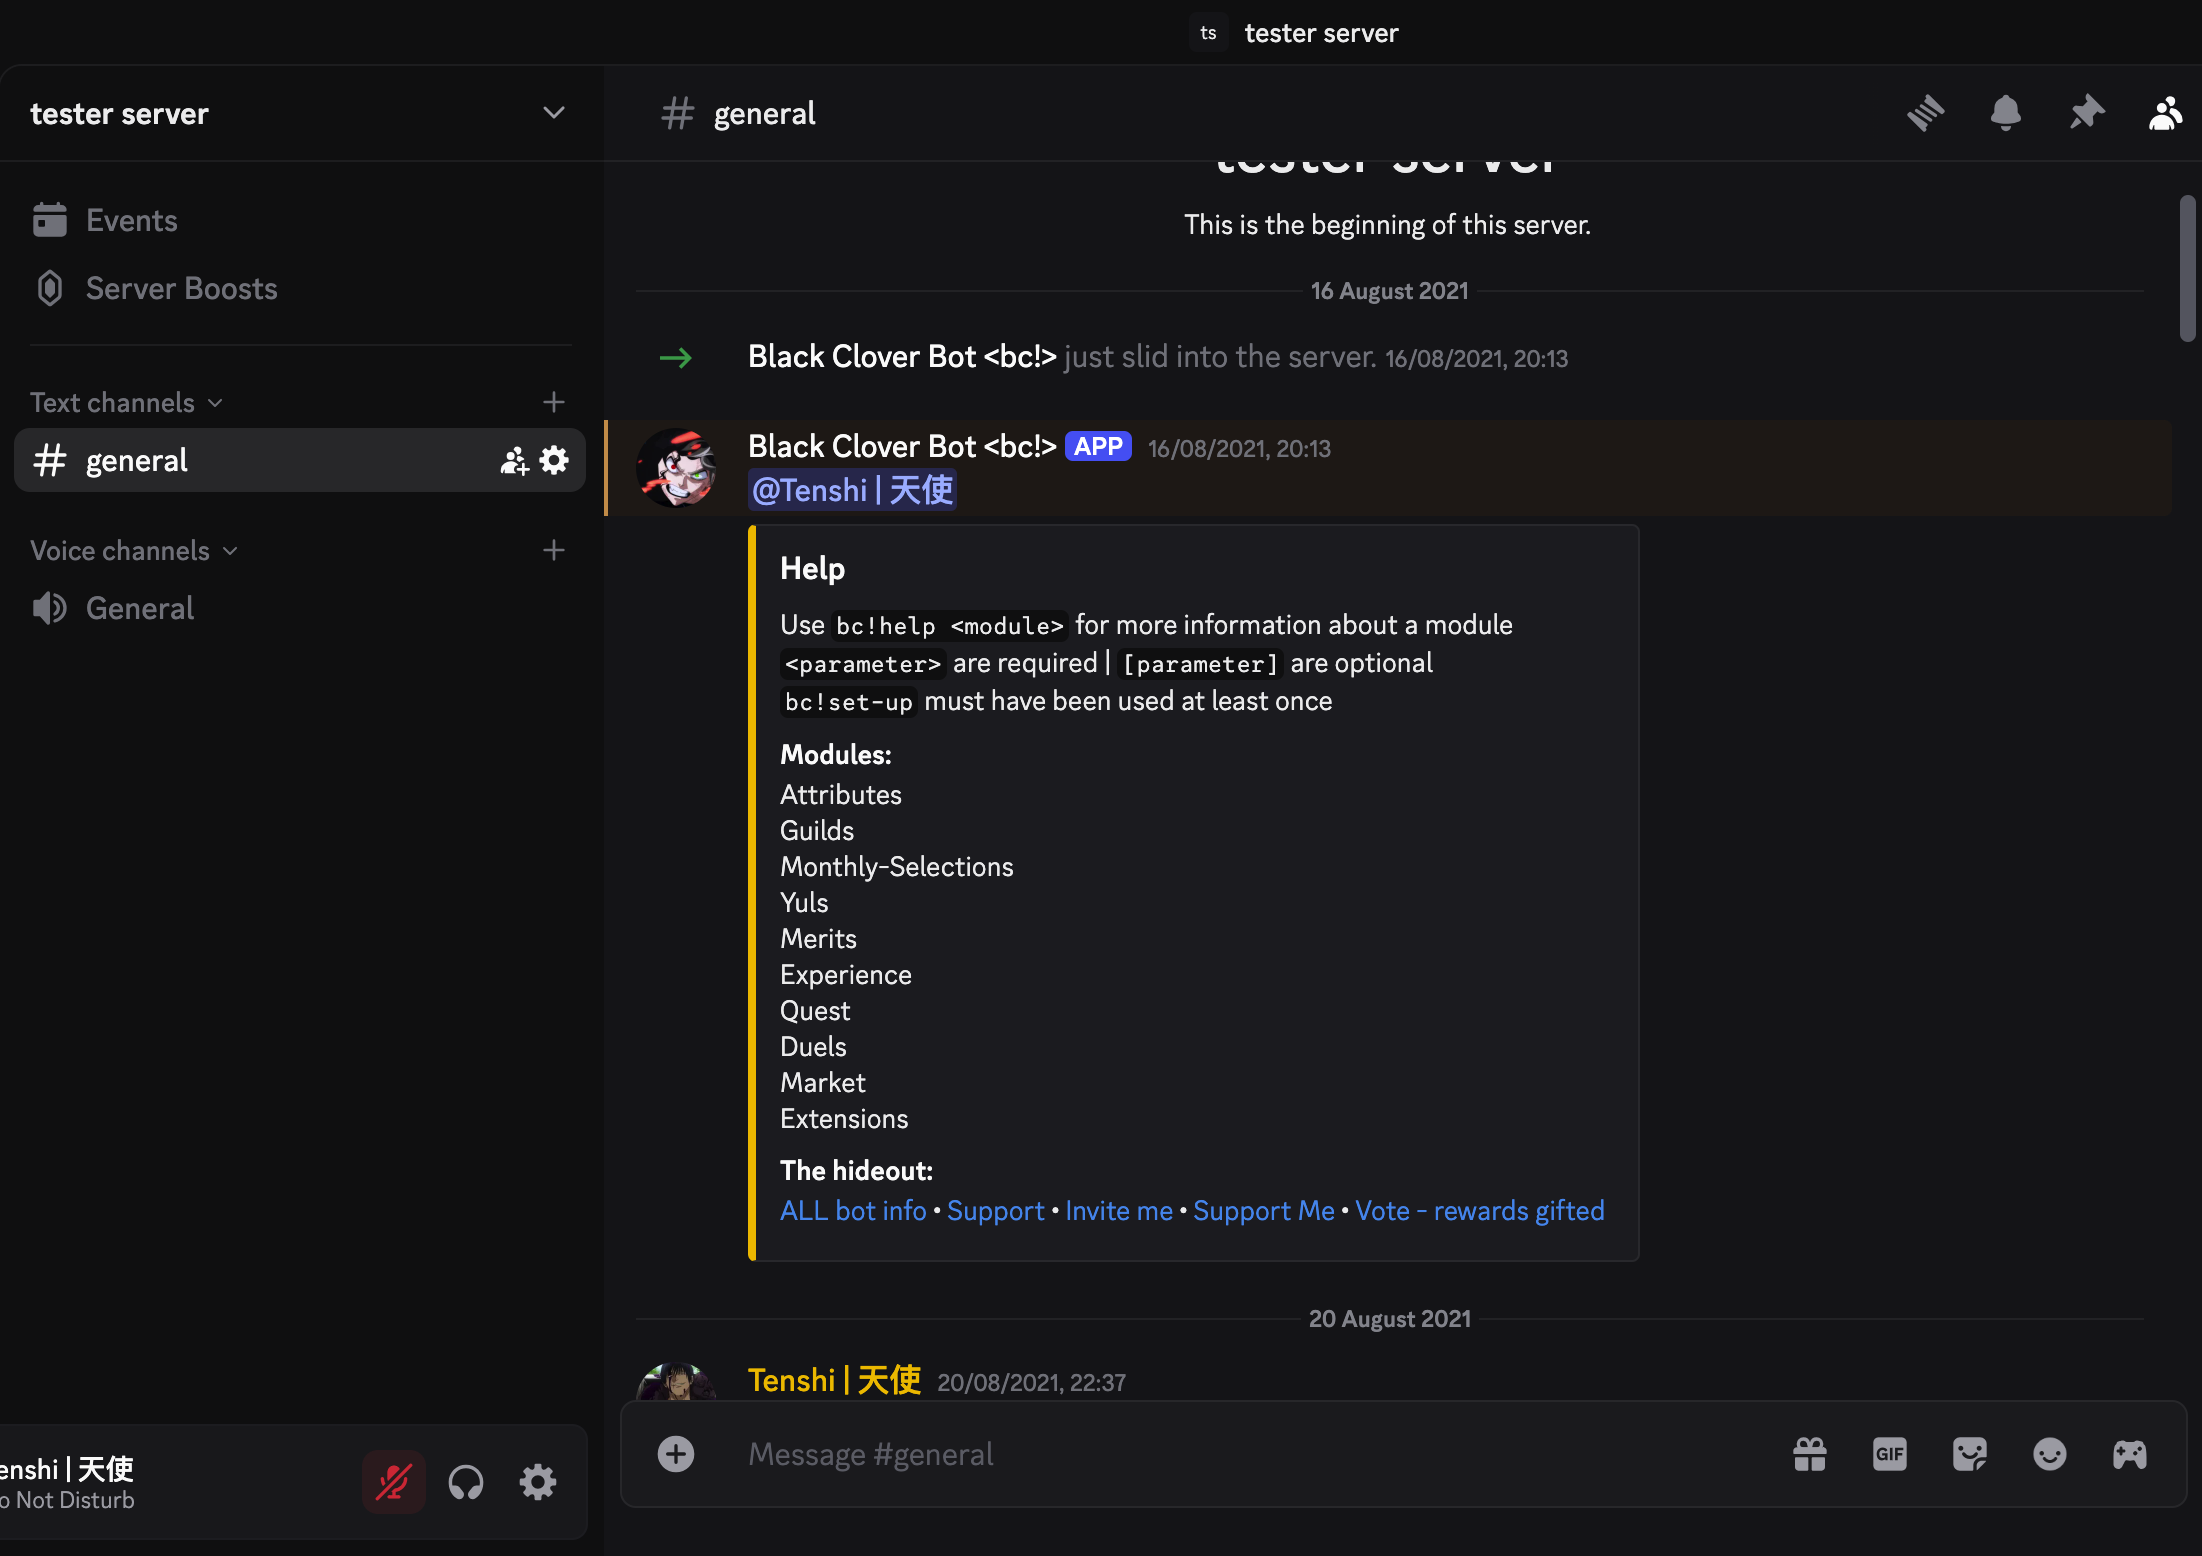 ts tester server
tester server
Events
Server Boosts
Text channels
general
Voice channels
General
# general
tester server
This is the beginning of this server.
16 August 2021
Black Clover Bot <bc!> just slid into the server. 16/08/2021, 20:13
Black Clover Bot <bc!> APP 16/08/2021, 20:13
@Tenshi | 天使
Help
Use bc!help <module> for more information about a module
<parameter> are required | [parameter] are optional
bc!set-up must have been used at least once
Modules:
Attributes
Guilds
Monthly-Selections
Yuls
Merits
Experience
Quest
Duels
Market
Extensions
The hideout:
ALL bot info • Support • Invite me • Support Me • Vote - rewards gifted
20 August 2021
Tenshi | 天使 20/08/2021, 22:37
Message #general
GIF
enshi | 天使
o Not Disturb